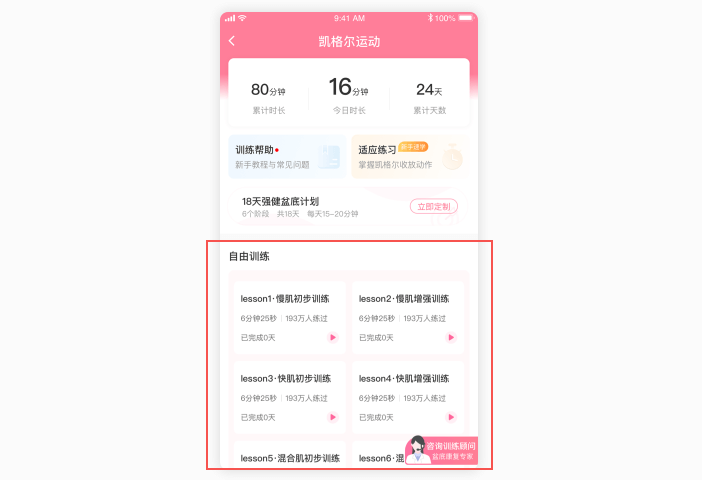 9:41 AM
100%
凯格尔运动
80分钟
16分钟
24天
累计时长
今日时长
累计天数
训练帮助
新手教程与常见问题
适应练习
新手试学
掌握凯格尔收放动作
18天强健盆底计划
6个阶段 共18天 每天15-20分钟
立即定制
自由训练
lesson1·慢肌初步训练
6分钟25秒 | 193万人练过
已完成0天
lesson2·慢肌增强训练
6分钟25秒 | 193万人练过
已完成0天
lesson3·快肌初步训练
6分钟25秒 | 193万人练过
已完成0天
lesson4·快肌增强训练
6分钟25秒 | 193万人练过
已完成0天
lesson5·混合肌初步训练
lesson6·混
咨询训练顾问
盆底康复专家